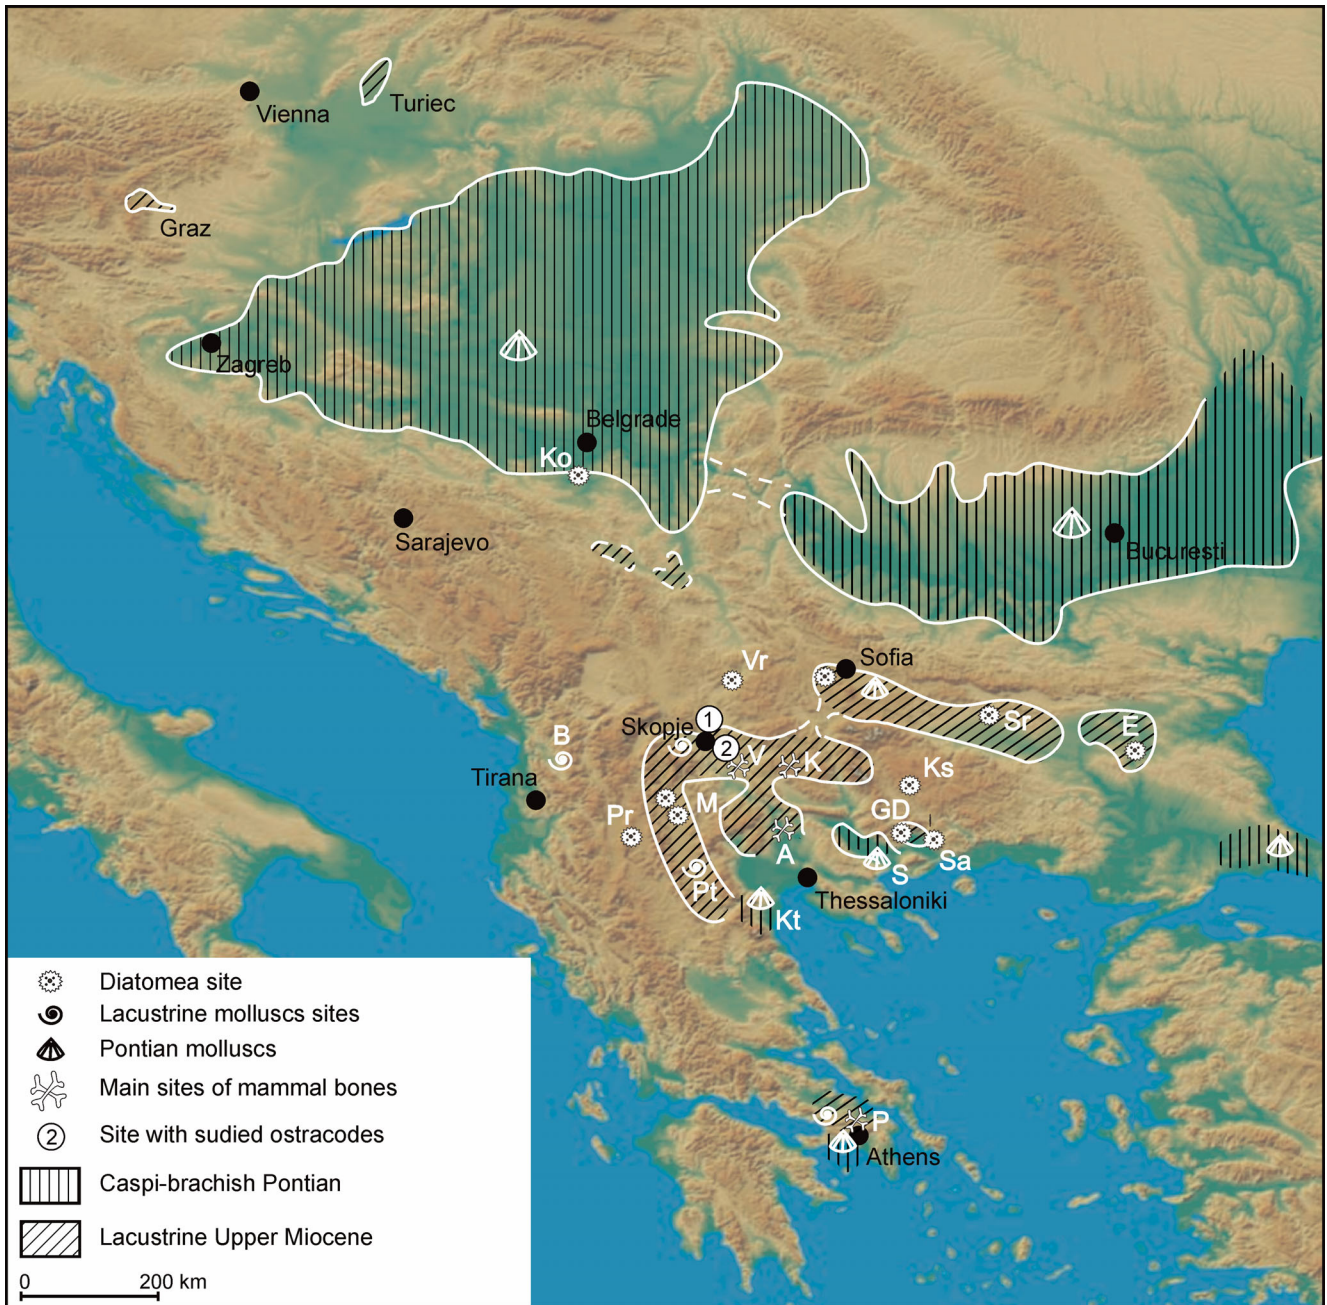 Vienna
Turiec
Graz
Zagreb
Belgrade
Ko
Sarajevo
Bucuresti
Sofia
Vr
Skopje
1
2
B
V
K
Sr
E
Tirana
Ks
M
Pr
GD
A
S
Sa
Pt
Thessaloniki
Kt
P
Athens
Diatomea site
Lacustrine molluscs sites
Pontian molluscs
Main sites of mammal bones
2 Site with sudied ostracodes
Caspi-brachish Pontian
Lacustrine Upper Miocene
0 200 km